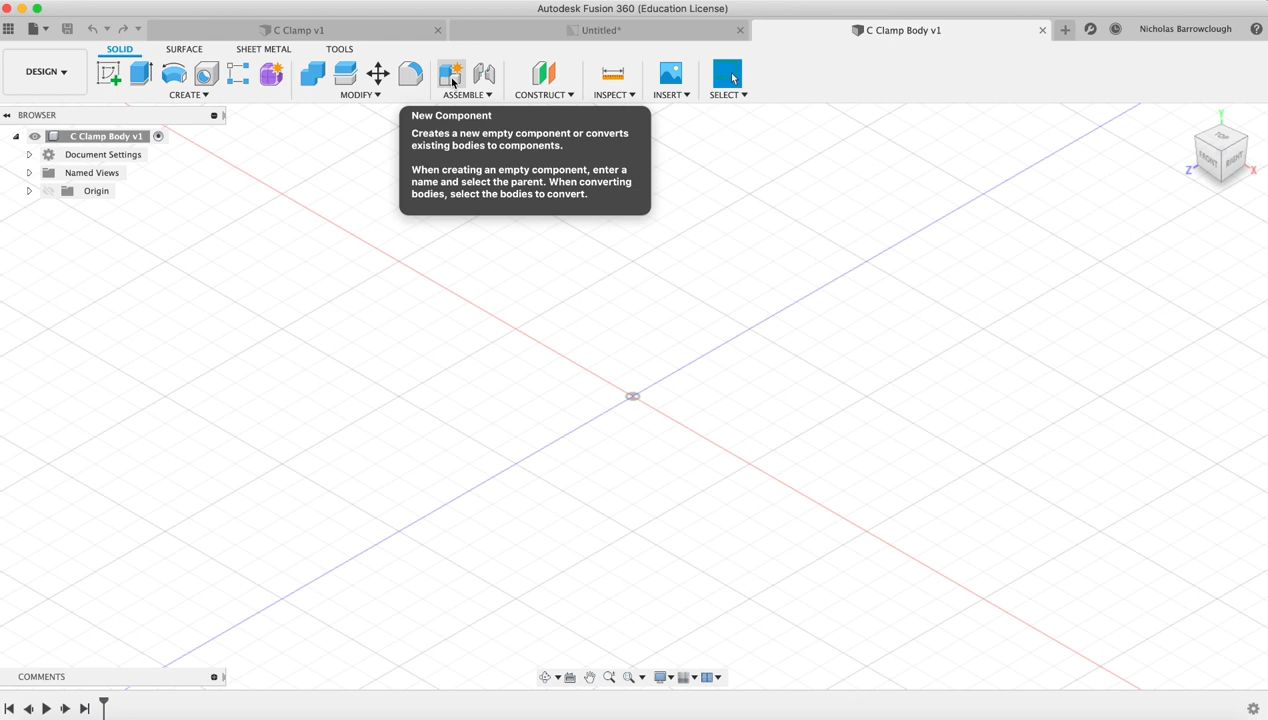 Autodesk Fusion 360 (Education License)
C Clamp v1
Untitled*
C Clamp Body v1
Nicholas Barrowclough
SOLID
SURFACE
SHEET METAL
TOOLS
DESIGN
CREATE
MODIFY
ASSEMBLE
CONSTRUCT
INSPECT
INSERT
SELECT
BROWSER
C Clamp Body v1
Document Settings
Named Views
Origin
New Component
Creates a new empty component or converts
existing bodies to components.
When creating an empty component, enter a
name and select the parent. When converting
bodies, select the bodies to convert.
Y
TOP
FRONT
RIGHT
Z
X
COMMENTS